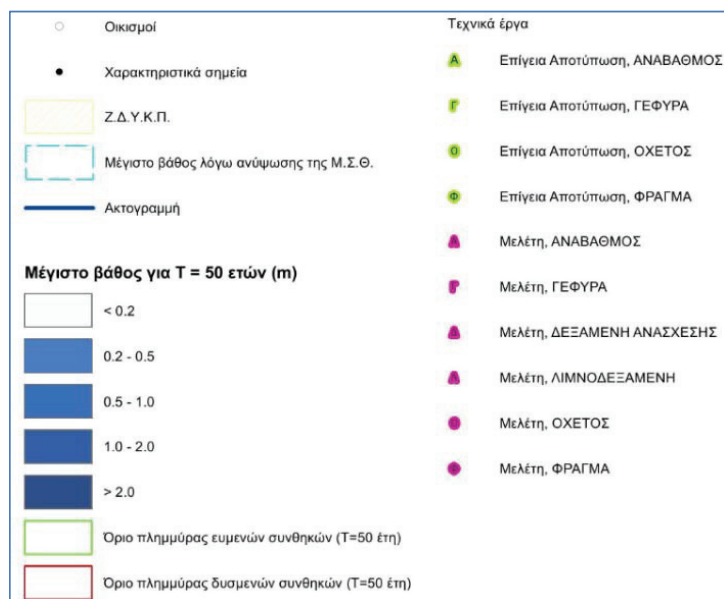 Οικισμοί
Χαρακτηριστικά σημεία
Ζ.Δ.Υ.Κ.Π.
Μέγιστο βάθος λόγω ανύψωσης της Μ.Σ.Θ.
Ακτογραμμή
Μέγιστο βάθος για Τ = 50 ετών (m)
< 0.2
0.2 - 0.5
0.5 - 1.0
1.0 - 2.0
> 2.0
Όριο πλημμύρας ευμενών συνθηκών (Τ=50 έτη)
Όριο πλημμύρας δυσμενών συνθηκών (Τ=50 έτη)
Τεχνικά έργα
Α Επίγεια Αποτύπωση, ΑΝΑΒΑΘΜΟΣ
Γ Επίγεια Αποτύπωση, ΓΕΦΥΡΑ
Ο Επίγεια Αποτύπωση, ΟΧΕΤΟΣ
Φ Επίγεια Αποτύπωση, ΦΡΑΓΜΑ
Α Μελέτη, ΑΝΑΒΑΘΜΟΣ
Γ Μελέτη, ΓΕΦΥΡΑ
Δ Μελέτη, ΔΕΞΑΜΕΝΗ ΑΝΑΣΧΕΣΗΣ
Λ Μελέτη, ΛΙΜΝΟΔΕΞΑΜΕΝΗ
Ο Μελέτη, ΟΧΕΤΟΣ
Φ Μελέτη, ΦΡΑΓΜΑ